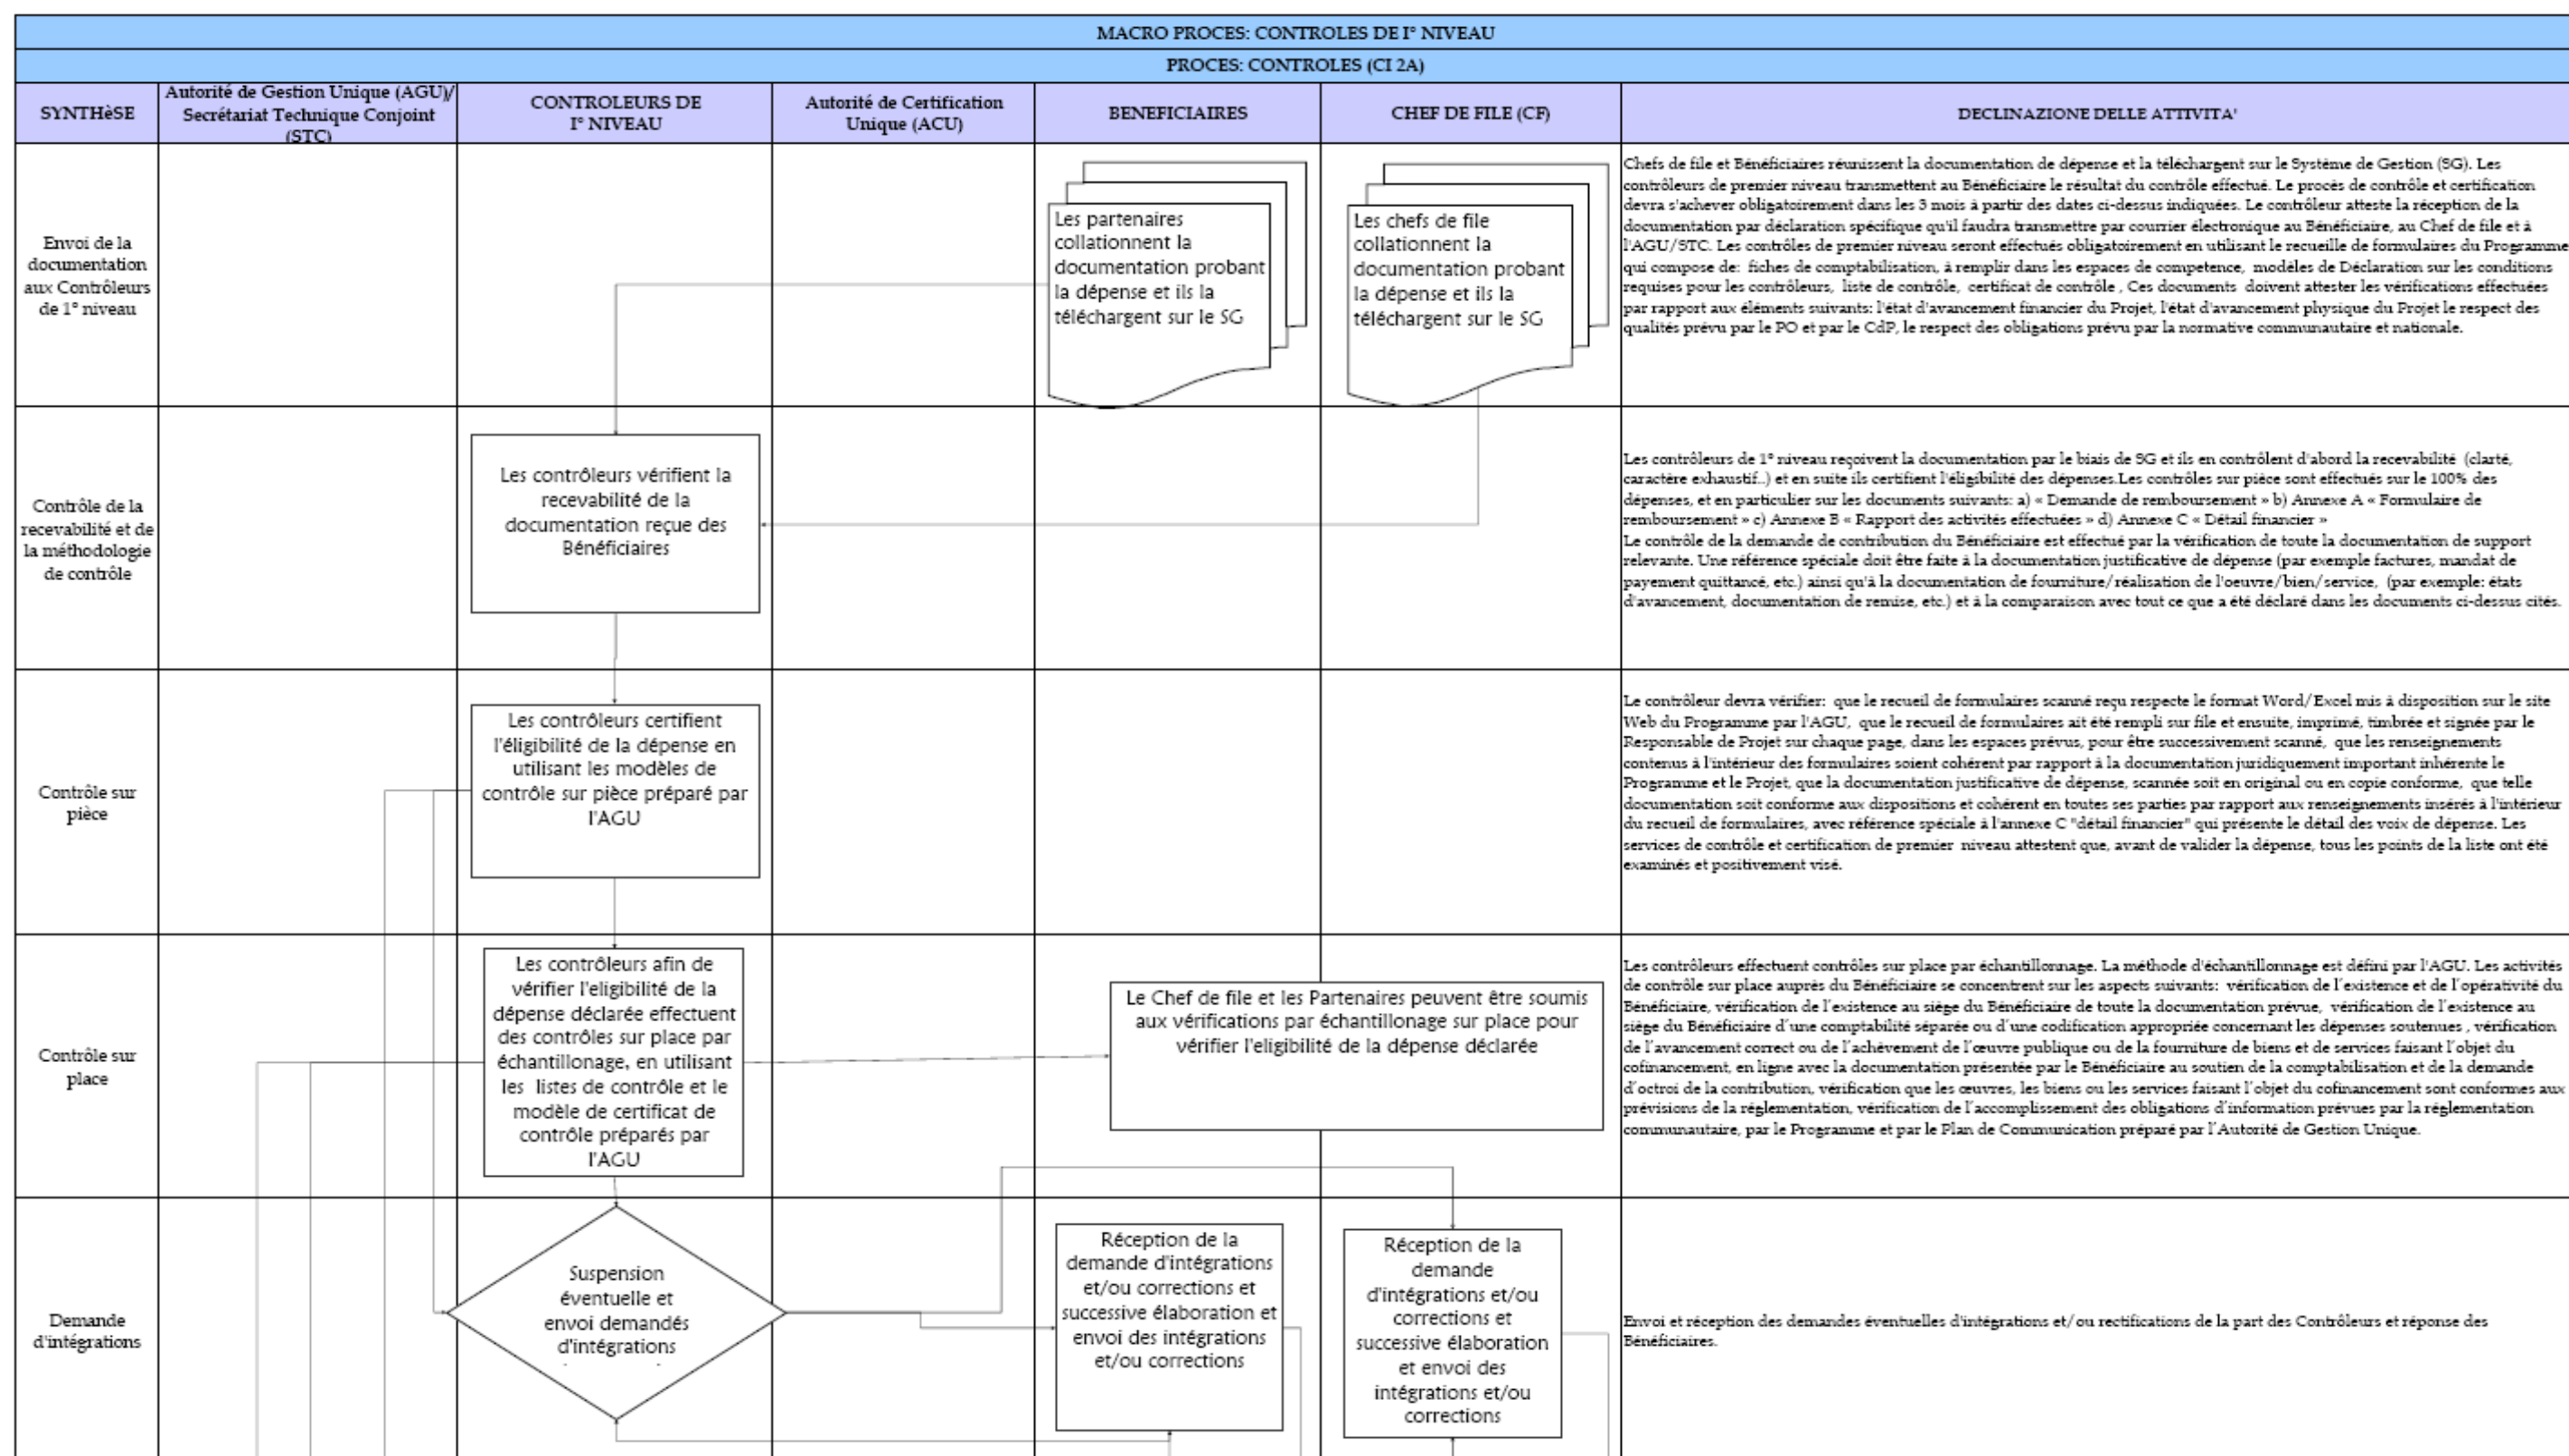 MACRO PROCES: CONTROLES DE I° NIVEAU
PROCES: CONTROLES (CI 2A)
SYNTHèSE
Autorité de Gestion Unique (AGU)/
Secrétariat Technique Conjoint
(STC)
CONTROLEURS DE
I° NIVEAU
Autorité de Certification
Unique (ACU)
BENEFICIAIRES
CHEF DE FILE (CF)
DECLINAZIONE DELLE ATTIVITA'
Envoi de la
documentation
aux Contrôleurs
de 1° niveau
Les partenaires
collationnent la
documentation probant
la dépense et ils la
téléchargent sur le SG
Les chefs de file
collationnent la
documentation probant
la dépense et ils la
téléchargent sur le SG
Chefs de file et Bénéficiaires réunissent la documentation de dépense et la téléchargent sur le Système de Gestion (SG). Les
contrôleurs de premier niveau transmettent au Bénéficiaire le résultat du contrôle effectué. Le procès de contrôle et certification
devra s'achever obligatoirement dans les 3 mois à partir des dates ci-dessus indiquées. Le contrôleur atteste la réception de la
documentation par déclaration spécifique qu'il faudra transmettre par courrier électronique au Bénéficiaire, au Chef de file et à
l'AGU/STC. Les contrôles de premier niveau seront effectués obligatoirement en utilisant le recueille de formulaires du Programme
qui compose de: fiches de comptabilisation, à remplir dans les espaces de competence, modèles de Déclaration sur les conditions
requises pour les contrôleurs, liste de contrôle, certificat de contrôle , Ces documents doivent attester les vérifications effectuées
par rapport aux éléments suivants: l'état d'avancement financier du Projet, l'état d'avancement physique du Projet le respect des
qualités prévu par le PO et par le CdP, le respect des obligations prévu par la normative communautaire et nationale.
Contrôle de la
recevabilité et de
la méthodologie
de contrôle
Les contrôleurs vérifient la
recevabilité de la
documentation reçue des
Bénéficiaires
Les contrôleurs de 1° niveau reçoivent la documentation par le biais de SG et ils en contrôlent d'abord la recevabilité (clarté,
caractère exhaustif..) et en suite ils certifient l'éligibilité des dépenses.Les contrôles sur pièce sont effectués sur le 100% des
dépenses, et en particulier sur les documents suivants: a) « Demande de remboursement » b) Annexe A « Formulaire de
remboursement » c) Annexe B « Rapport des activités effectuées » d) Annexe C « Détail financier »
Le contrôle de la demande de contribution du Bénéficiaire est effectué par la vérification de toute la documentation de support
relevante. Une référence spéciale doit être faite à la documentation justificative de dépense (par exemple factures, mandat de
payement quittancé, etc.) ainsi qu'à la documentation de fourniture/réalisation de l'oeuvre/bien/service, (par exemple: états
d'avancement, documentation de remise, etc.) et à la comparaison avec tout ce que a été déclaré dans les documents ci-dessus cités.
Contrôle sur
pièce
Les contrôleurs certifient
l'éligibilité de la dépense en
utilisant les modèles de
contrôle sur pièce préparé par
l'AGU
Le contrôleur devra vérifier: que le recueil de formulaires scanné reçu respecte le format Word/Excel mis à disposition sur le site
Web du Programme par l'AGU, que le recueil de formulaires ait été rempli sur file et ensuite, imprimé, timbrée et signée par le
Responsable de Projet sur chaque page, dans les espaces prévus, pour être successivement scanné, que les renseignements
contenus à l'intérieur des formulaires soient cohérent par rapport à la documentation juridiquement important inhérente le
Programme et le Projet, que la documentation justificative de dépense, scannée soit en original ou en copie conforme, que telle
documentation soit conforme aux dispositions et cohérent en toutes ses parties par rapport aux renseignements insérés à l'intérieur
du recueil de formulaires, avec référence spéciale à l'annexe C "détail financier" qui présente le détail des voix de dépense. Les
services de contrôle et certification de premier niveau attestent que, avant de valider la dépense, tous les points de la liste ont été
examinés et positivement visé.
Contrôle sur
place
Les contrôleurs afin de
vérifier l'eligibilité de la
dépense déclarée effectuent
des contrôles sur place par
échantillonage, en utilisant
les listes de contrôle et le
modèle de certificat de
contrôle préparés par
l'AGU
Le Chef de file et les Partenaires peuvent être soumis
aux vérifications par échantillonage sur place pour
vérifier l'eligibilité de la dépense déclarée
Les contrôleurs effectuent contrôles sur place par échantillonnage. La méthode d'échantillonnage est défini par l'AGU. Les activités
de contrôle sur place auprès du Bénéficiaire se concentrent sur les aspects suivants: vérification de l'existence et de l'opérativité du
Bénéficiaire, vérification de l'existence au siège du Bénéficiaire de toute la documentation prévue, vérification de l'existence au
siège du Bénéficiaire d'une comptabilité séparée ou d'une codification appropriée concernant les dépenses soutenues , vérification
de l'avancement correct ou de l'achèvement de l'œuvre publique ou de la fourniture de biens et de services faisant l'objet du
cofinancement, en ligne avec la documentation présentée par le Bénéficiaire au soutien de la comptabilisation et de la demande
d'octroi de la contribution, vérification que les œuvres, les biens ou les services faisant l'objet du cofinancement sont conformes aux
prévisions de la réglementation, vérification de l'accomplissement des obligations d'information prévues par la réglementation
communautaire, par le Programme et par le Plan de Communication préparé par l'Autorité de Gestion Unique.
Demande
d'intégrations
Suspension
éventuelle et
envoi demandés
d'intégrations
Réception de la
demande d'intégrations
et/ou corrections et
successive élaboration et
envoi des intégrations
et/ou corrections
Réception de la
demande
d'intégrations et/ou
corrections et
successive élaboration
et envoi des
intégrations et/ou
corrections
Envoi et réception des demandes éventuelles d'intégrations et/ou rectifications de la part des Contrôleurs et réponse des
Bénéficiaires.